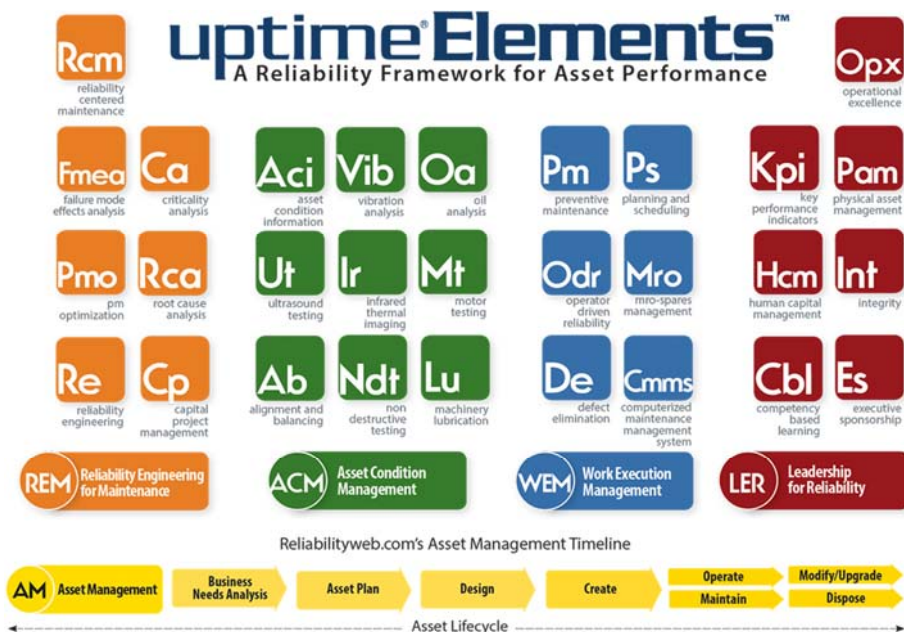 uptime® Elements™
A Reliability Framework for Asset Performance
Rcm
reliability
centered
maintenance
Opx
operational
excellence
Fmea
failure mode
effects analysis
Ca
criticality
analysis
Aci
asset
condition
information
Vib
vibration
analysis
Oa
oil
analysis
Pm
preventive
maintenance
Ps
planning and
scheduling
Kpi
key
performance
indicators
Pam
physical asset
management
Pmo
pm
optimization
Rca
root cause
analysis
Ut
ultrasound
testing
Ir
infrared
thermal
imaging
Mt
motor
testing
Odr
operator
driven
reliability
Mro
mro-spares
management
Hcm
human capital
management
Int
integrity
Re
reliability
engineering
Cp
capital
project
management
Ab
alignment and
balancing
Ndt
non
destructive
testing
Lu
machinery
lubrication
De
defect
elimination
Cmms
computerized
maintenance
management
system
Cbl
competency
based
learning
Es
executive
sponsorship
REM
Reliability Engineering
for Maintenance
ACM
Asset Condition
Management
WEM
Work Execution
Management
LER
Leadership
for Reliability
Reliabilityweb.com's Asset Management Timeline
AM
Asset Management
Business
Needs Analysis
Asset Plan
Design
Create
Operate
Maintain
Modify/Upgrade
Dispose
Asset Lifecycle